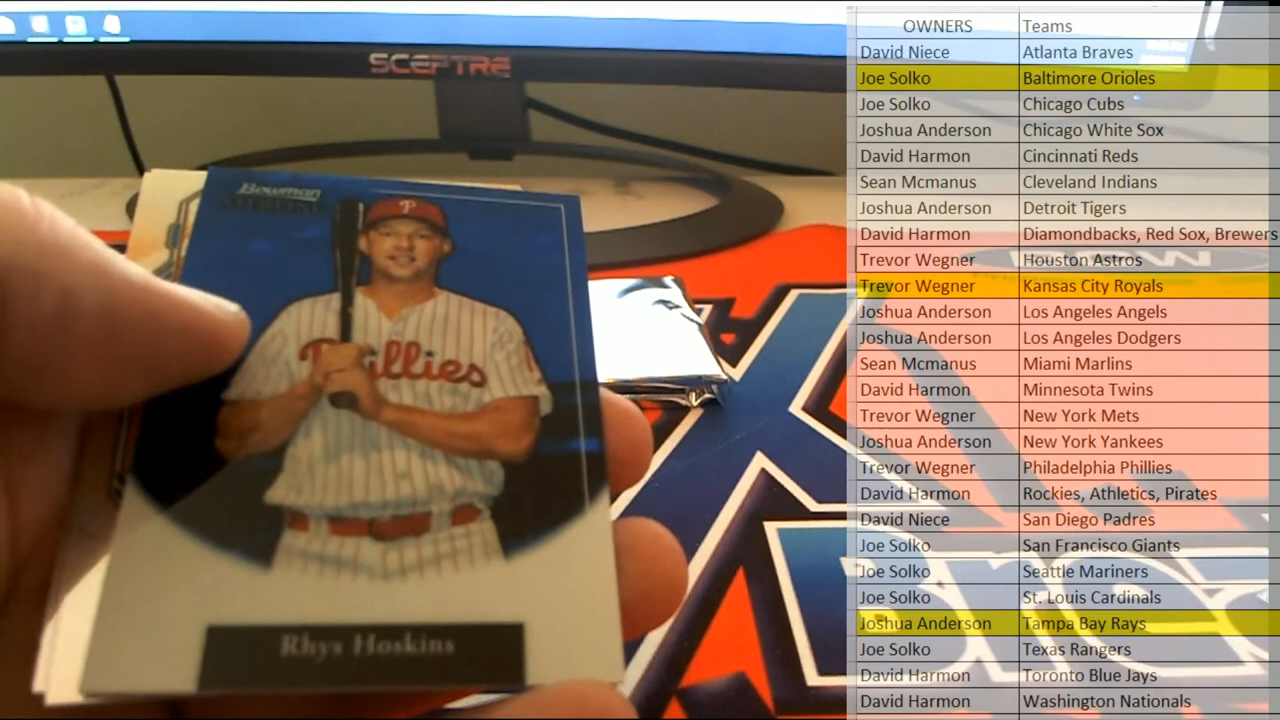 SCEPTRE
Bowman
STERLING
Phillies
Rhys Hoskins
OWNERS Teams
David Niece Atlanta Braves
Joe Solko Baltimore Orioles
Joe Solko Chicago Cubs
Joshua Anderson Chicago White Sox
David Harmon Cincinnati Reds
Sean Mcmanus Cleveland Indians
Joshua Anderson Detroit Tigers
David Harmon Diamondbacks, Red Sox, Brewers
Trevor Wegner Houston Astros
Trevor Wegner Kansas City Royals
Joshua Anderson Los Angeles Angels
Joshua Anderson Los Angeles Dodgers
Sean Mcmanus Miami Marlins
David Harmon Minnesota Twins
Trevor Wegner New York Mets
Joshua Anderson New York Yankees
Trevor Wegner Philadelphia Phillies
David Harmon Rockies, Athletics, Pirates
David Niece San Diego Padres
Joe Solko San Francisco Giants
Joe Solko Seattle Mariners
Joe Solko St. Louis Cardinals
Joshua Anderson Tampa Bay Rays
Joe Solko Texas Rangers
David Harmon Toronto Blue Jays
David Harmon Washington Nationals